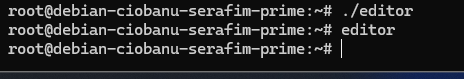 root@debian-ciobanu-serafim-prime:~# ./editor
root@debian-ciobanu-serafim-prime:~# editor
root@debian-ciobanu-serafim-prime:~#